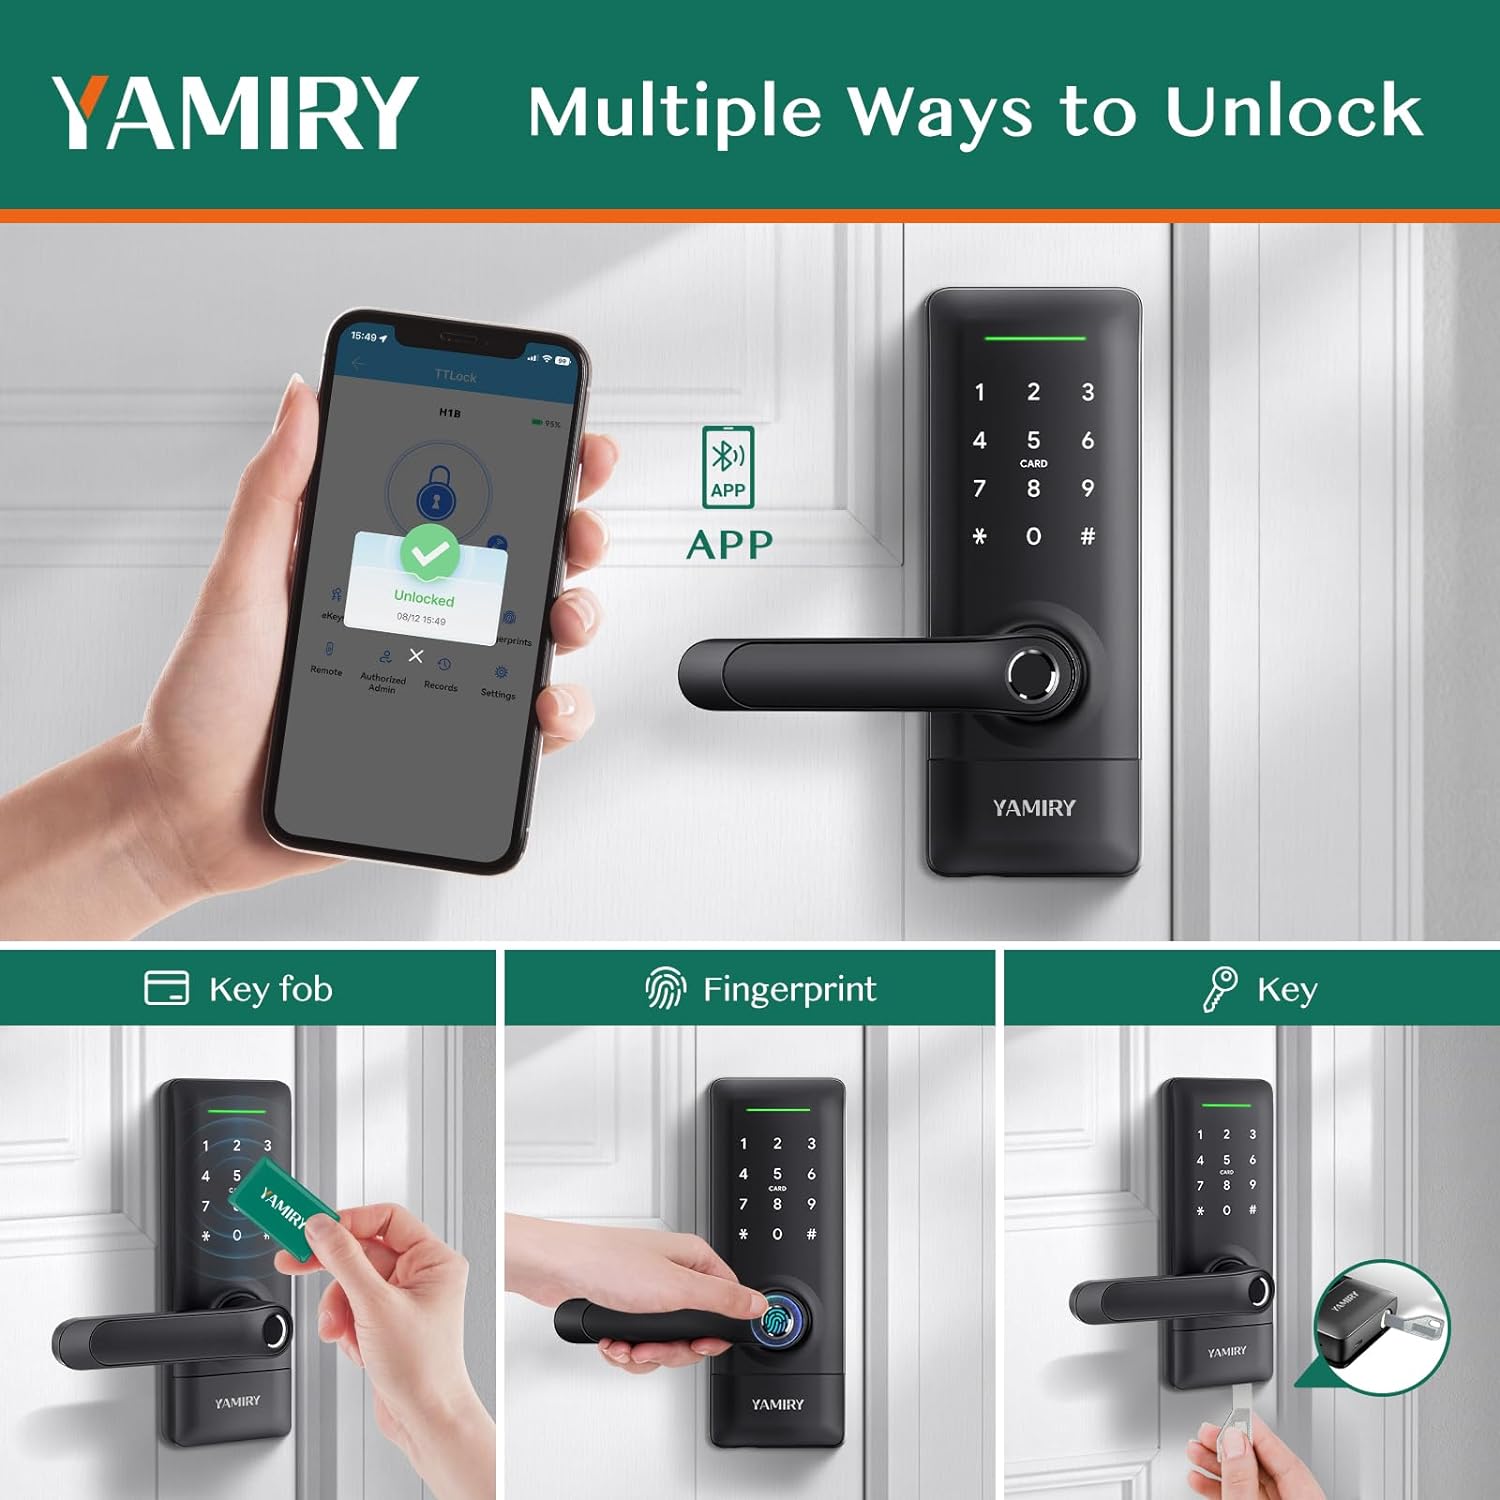 YAMIRY
Multiple Ways to Unlock
15:49
99
TTLock
H1B
95%
Unlocked
08/12 15:49
eKeys
erprints
Remote
Authorized
Admin
Records
Settings
APP
APP
1 2 3
4 5 6
CARD
7 8 9
* 0 #
YAMIRY
Key fob
1 2 3
4 5
7
* 0 #
YAMIRY
YAMIRY
Fingerprint
1 2 3
4 5 6
CARD
7 8 9
* 0 #
YAMIRY
Key
1 2 3
4 5 6
CARD
7 8 9
* 0 #
YAMIRY
YAMIRY